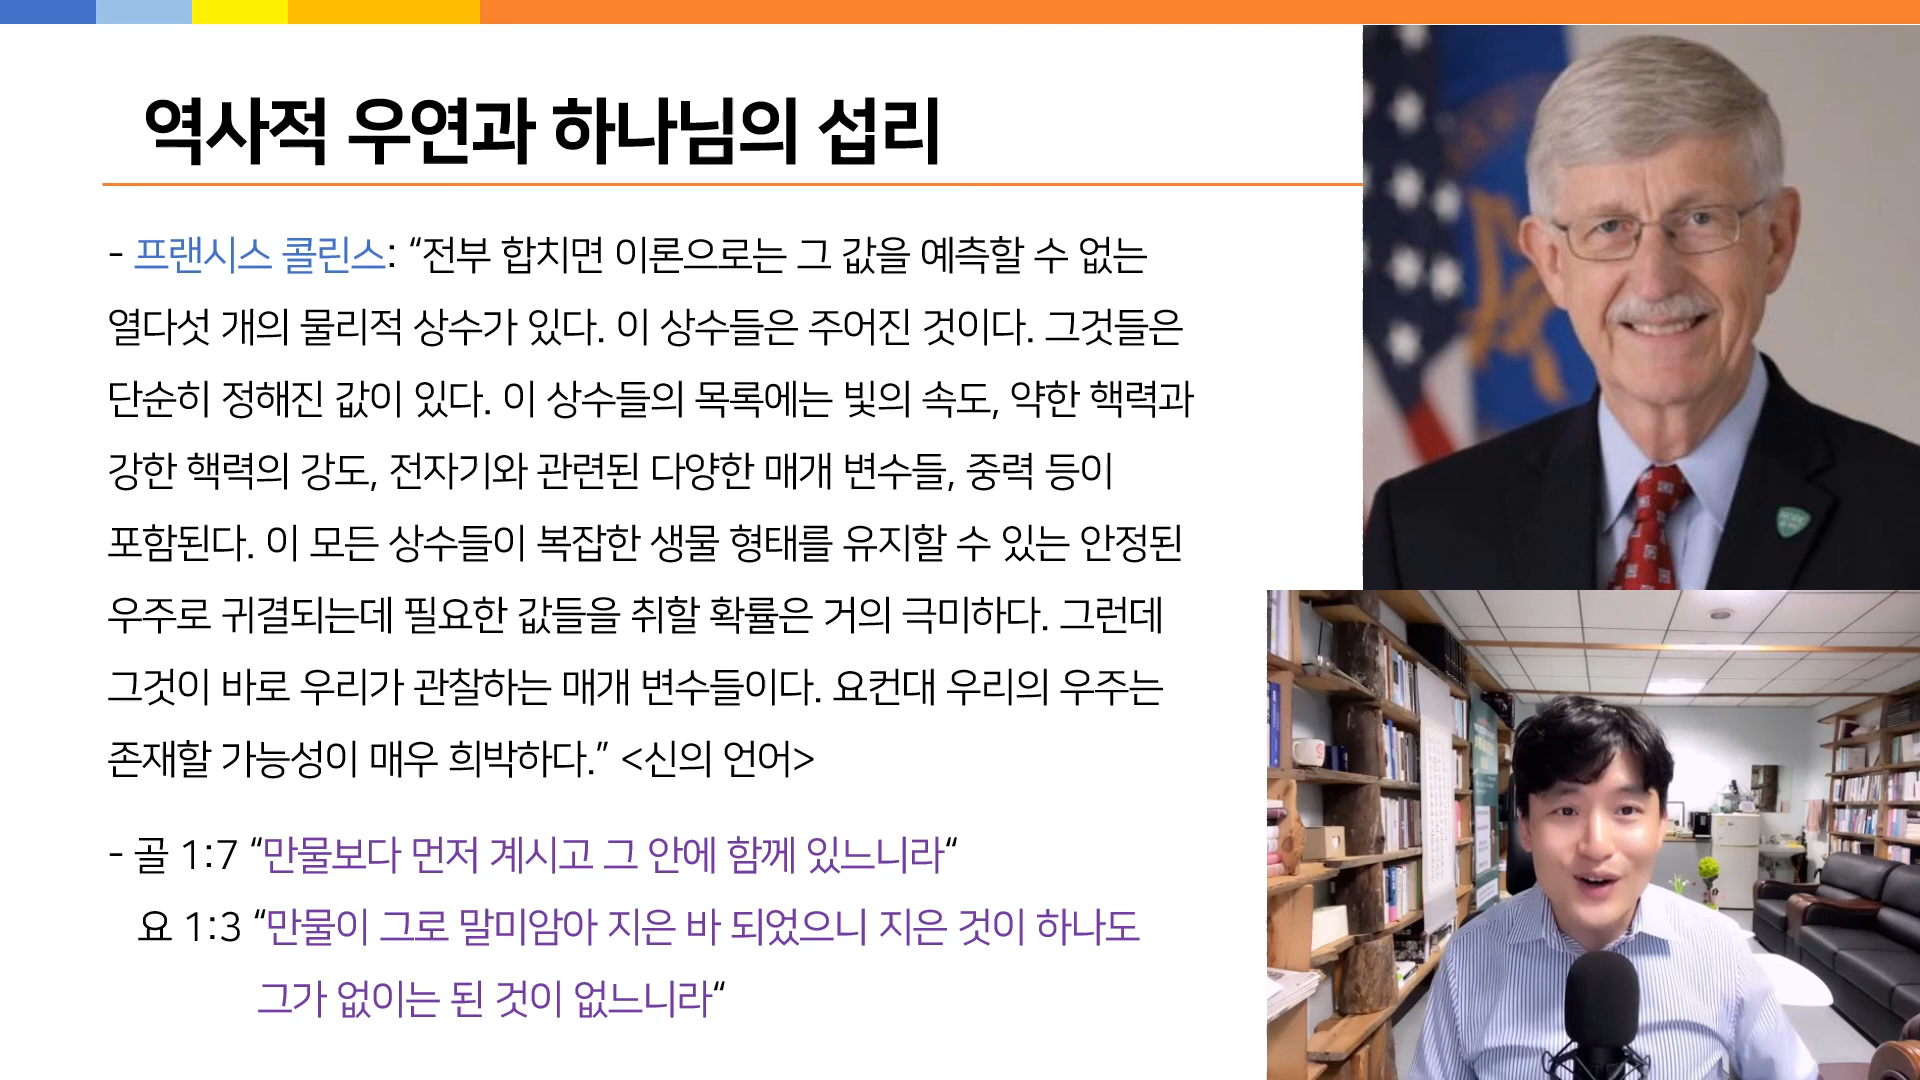 역사적 우연과 하나님의 섭리
- 프랜시스 콜린스: “전부 합치면 이론으로는 그 값을 예측할 수 없는
열다섯 개의 물리적 상수가 있다. 이 상수들은 주어진 것이다. 그것들은
단순히 정해진 값이 있다. 이 상수들의 목록에는 빛의 속도, 약한 핵력과
강한 핵력의 강도, 전자기와 관련된 다양한 매개 변수들, 중력 등이
포함된다. 이 모든 상수들이 복잡한 생물 형태를 유지할 수 있는 안정된
우주로 귀결되는데 필요한 값들을 취할 확률은 거의 극미하다. 그런데
그것이 바로 우리가 관찰하는 매개 변수들이다. 요컨대 우리의 우주는
존재할 가능성이 매우 희박하다.” <신의 언어>
- 골 1:7 “만물보다 먼저 계시고 그 안에 함께 있느니라“
요 1:3 “만물이 그로 말미암아 지은 바 되었으니 지은 것이 하나도
그가 없이는 된 것이 없느니라“